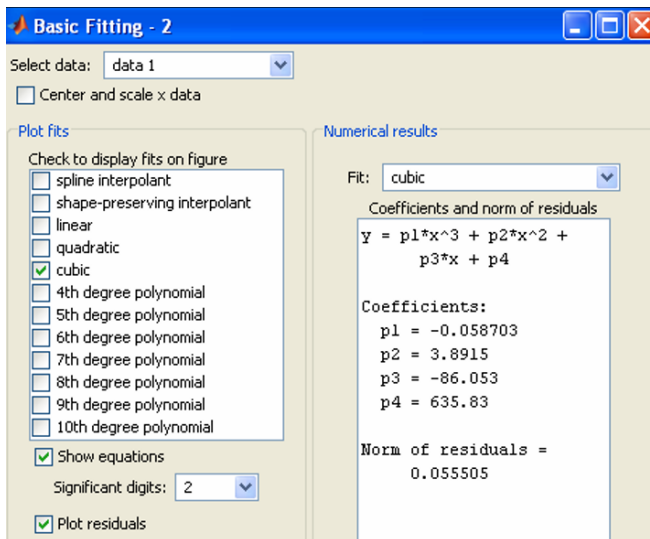 Basic Fitting - 2
Select data: data 1
Center and scale x data
Plot fits
Check to display fits on figure
spline interpolant
shape-preserving interpolant
linear
quadratic
cubic
4th degree polynomial
5th degree polynomial
6th degree polynomial
7th degree polynomial
8th degree polynomial
9th degree polynomial
10th degree polynomial
Show equations
Significant digits: 2
Plot residuals
Numerical results
Fit: cubic
Coefficients and norm of residuals
y = p1*x^3 + p2*x^2 +
p3*x + p4
Coefficients:
p1 = -0.058703
p2 = 3.8915
p3 = -86.053
p4 = 635.83
Norm of residuals =
0.055505